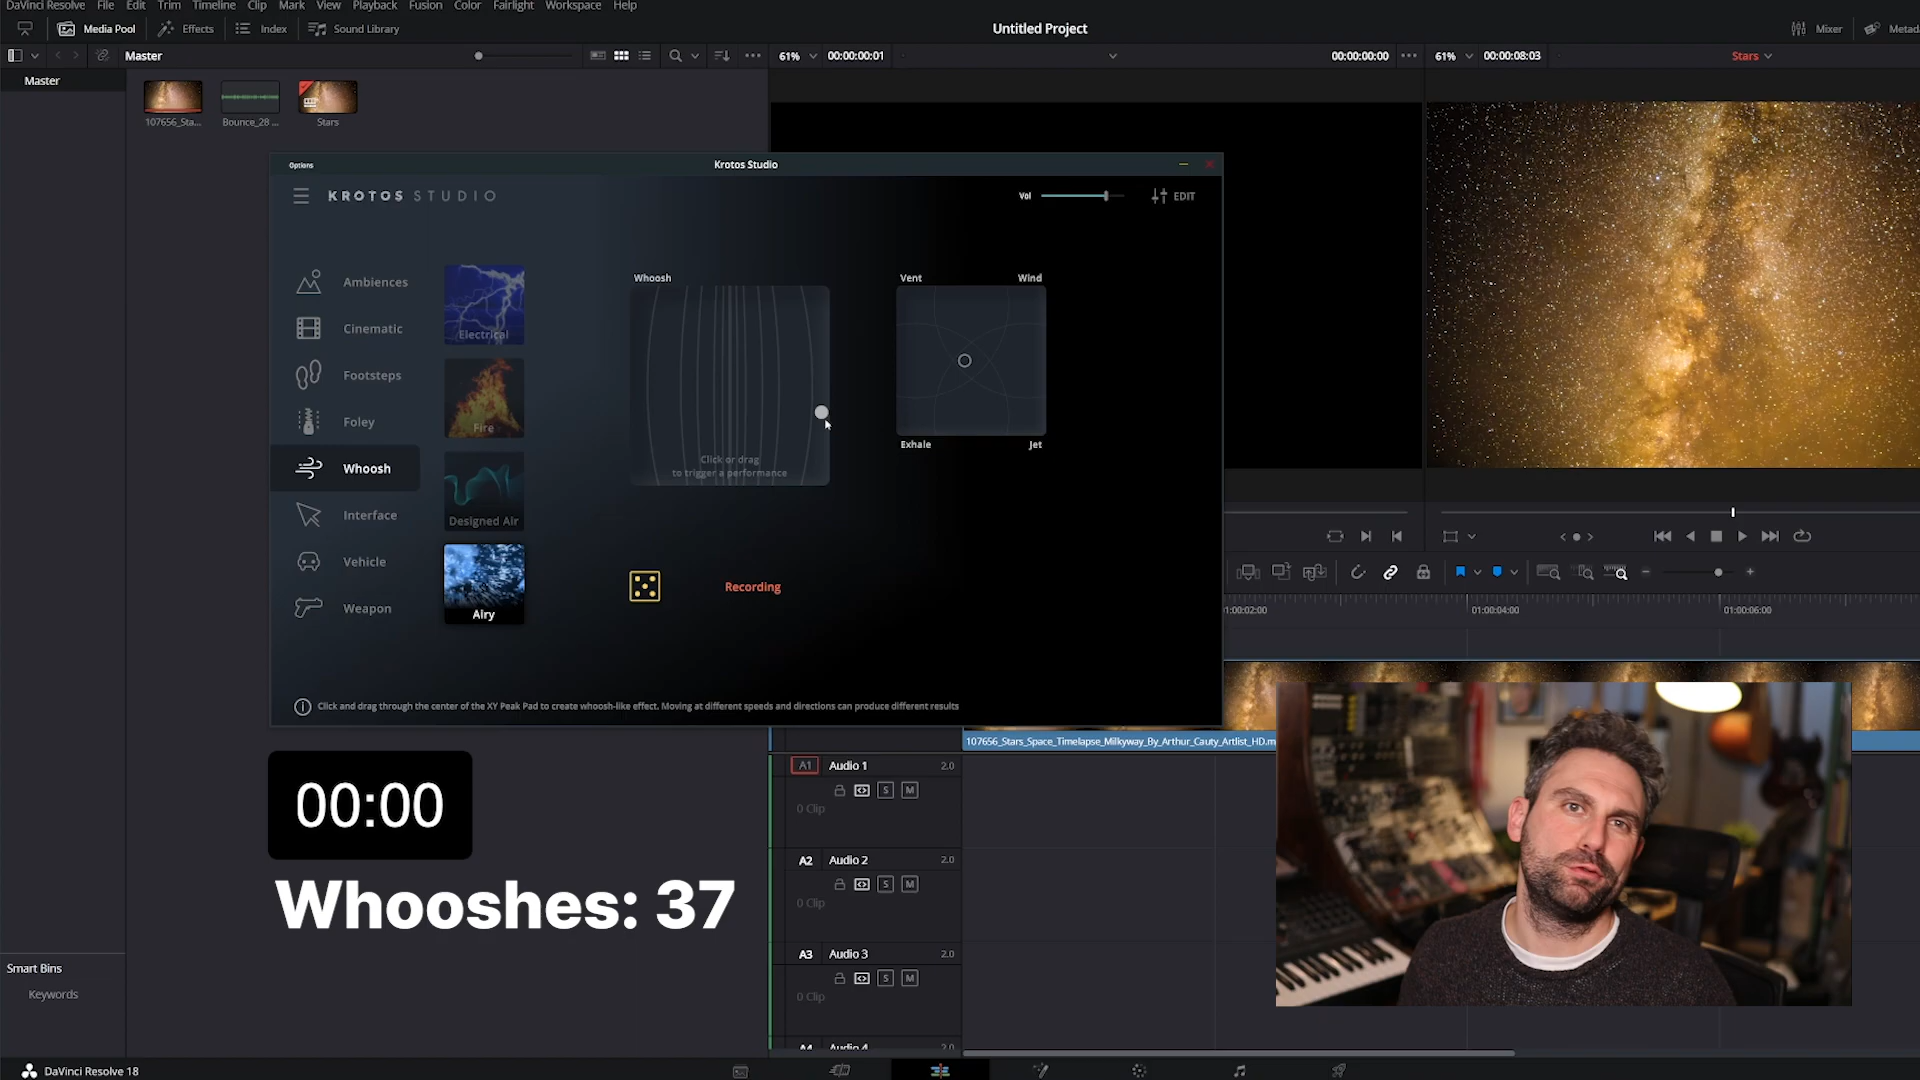 DaVinci Resolve File Edit Trim Timeline Clip Mark View Playback Fusion Color Fairlight Workspace Help
Media Pool Effects Index Sound Library Untitled Project Mixer Metad
Master 61% 00:00:00:01 00:00:00:00 61% 00:00:08:03 Stars
Master
107656_Sta... Bounce_28 ... Stars
Options Krotos Studio
KROTOS STUDIO Vol EDIT
Ambiences
Cinematic
Footsteps
Foley
Whoosh
Interface
Vehicle
Weapon
Electrical
Fire
Designed Air
Airy
Whoosh
Click or drag
to trigger a performance
Vent Wind
Exhale Jet
Recording
Click and drag through the center of the XY Peak Pad to create whoosh-like effect. Moving at different speeds and directions can produce different results
1:00:02:00 01:00:04:00 01:00:06:00
107656_Stars_Space_Timelapse_Milkyway_By_Arthur_Cauty_Artlist_HD.m
A1 Audio 1 2.0
S M
0 Clip
A2 Audio 2 2.0
S M
0 Clip
A3 Audio 3 2.0
S M
0 Clip
A4 Audio 4 2.0
00:00
Whooshes: 37
Smart Bins
Keywords
DaVinci Resolve 18